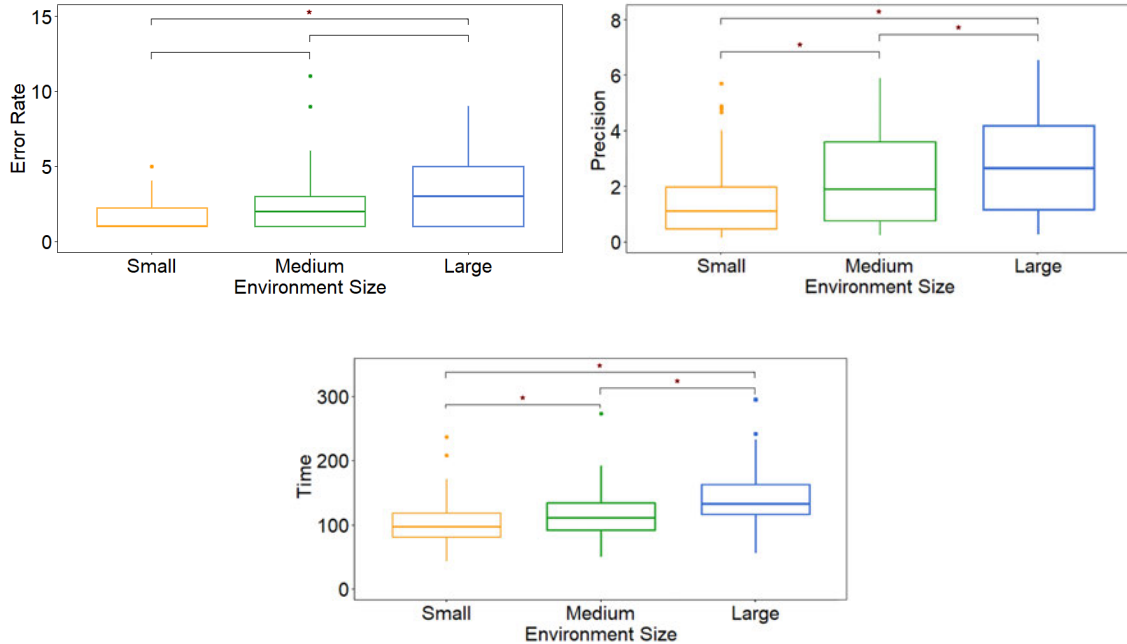 15
10
5
0
Error Rate
*
Small Medium Large
Environment Size
8
6
4
2
0
Precision
*
*
*
Small Medium Large
Environment Size
300
200
100
0
Time
*
*
*
Small Medium Large
Environment Size